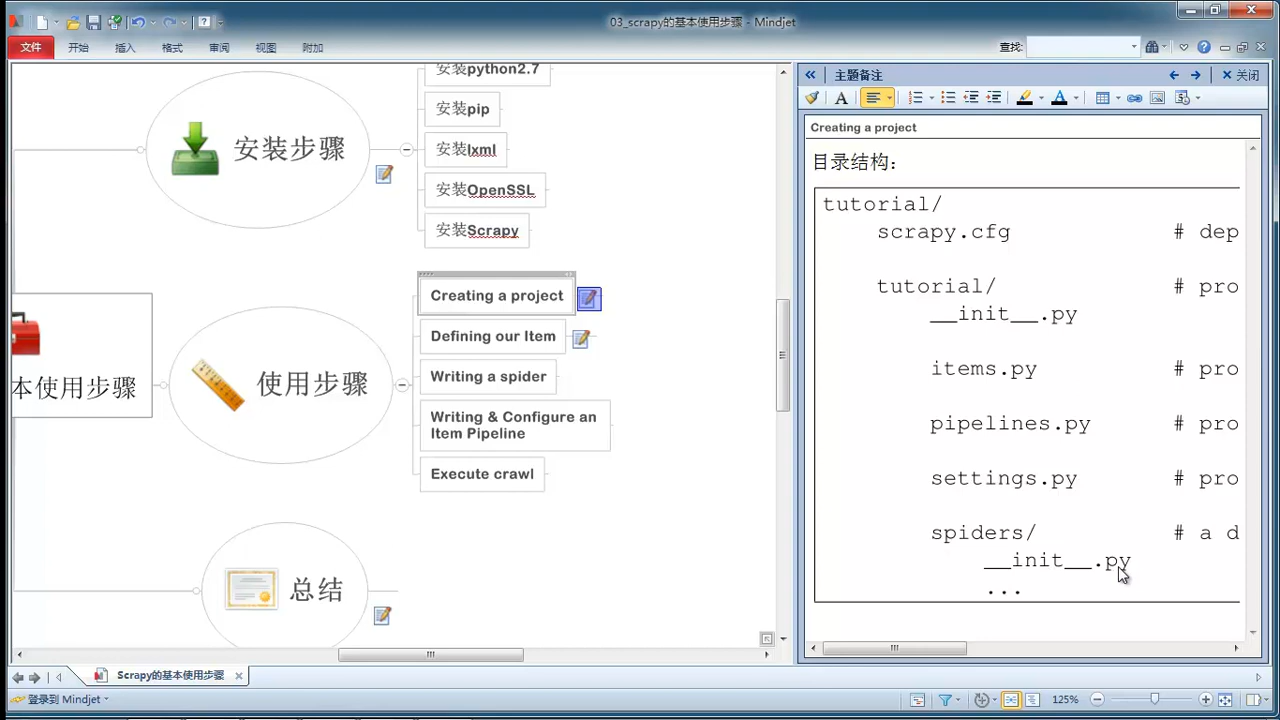 03_scrapy的基本使用步骤 - Mindjet
文件
开始
插入
格式
审阅
视图
附加
查找:
安装步骤
安装python2.7
安装pip
安装lxml
安装OpenSSL
安装Scrapy
本使用步骤
使用步骤
Creating a project
Defining our Item
Writing a spider
Writing & Configure an
Item Pipeline
Execute crawl
总结
主题备注
关闭
Creating a project
目录结构:
tutorial/
scrapy.cfg # dep
tutorial/ # pro
__init__.py
items.py # pro
pipelines.py # pro
settings.py # pro
spiders/ # a d
__init__.py
...
Scrapy的基本使用步骤
登录到 Mindjet
125%